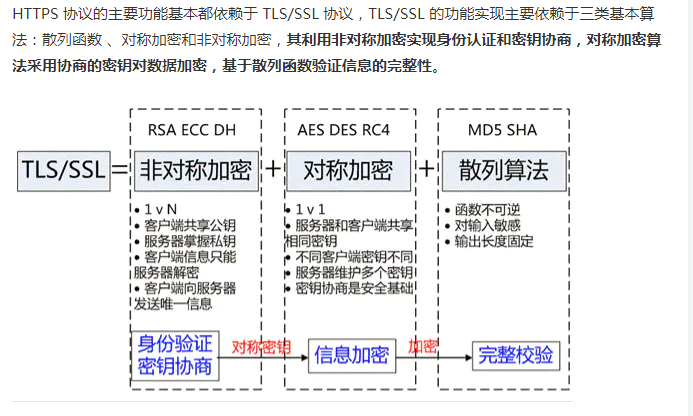 HTTPS 协议的主要功能基本都依赖于 TLS/SSL 协议，TLS/SSL 的功能实现主要依赖于三类基本算
法：散列函数 、对称加密和非对称加密，其利用非对称加密实现身份认证和密钥协商，对称加密算
法采用协商的密钥对数据加密，基于散列函数验证信息的完整性。
RSA ECC DH
AES DES RC4
MD5 SHA
TLS/SSL=非对称加密+对称加密+散列算法
• 1 v N
• 客户端共享公钥
• 服务器掌握私钥
• 客户端信息只能
服务器解密
• 客户端向服务器
发送唯一信息
• 1 v 1
• 服务器和客户端共享
相同密钥
• 不同客户端密钥不同
• 服务器维护多个密钥
• 密钥协商是安全基础
• 函数不可逆
• 对输入敏感
• 输出长度固定
身份验证
密钥协商
对称密钥
信息加密
加密
完整校验